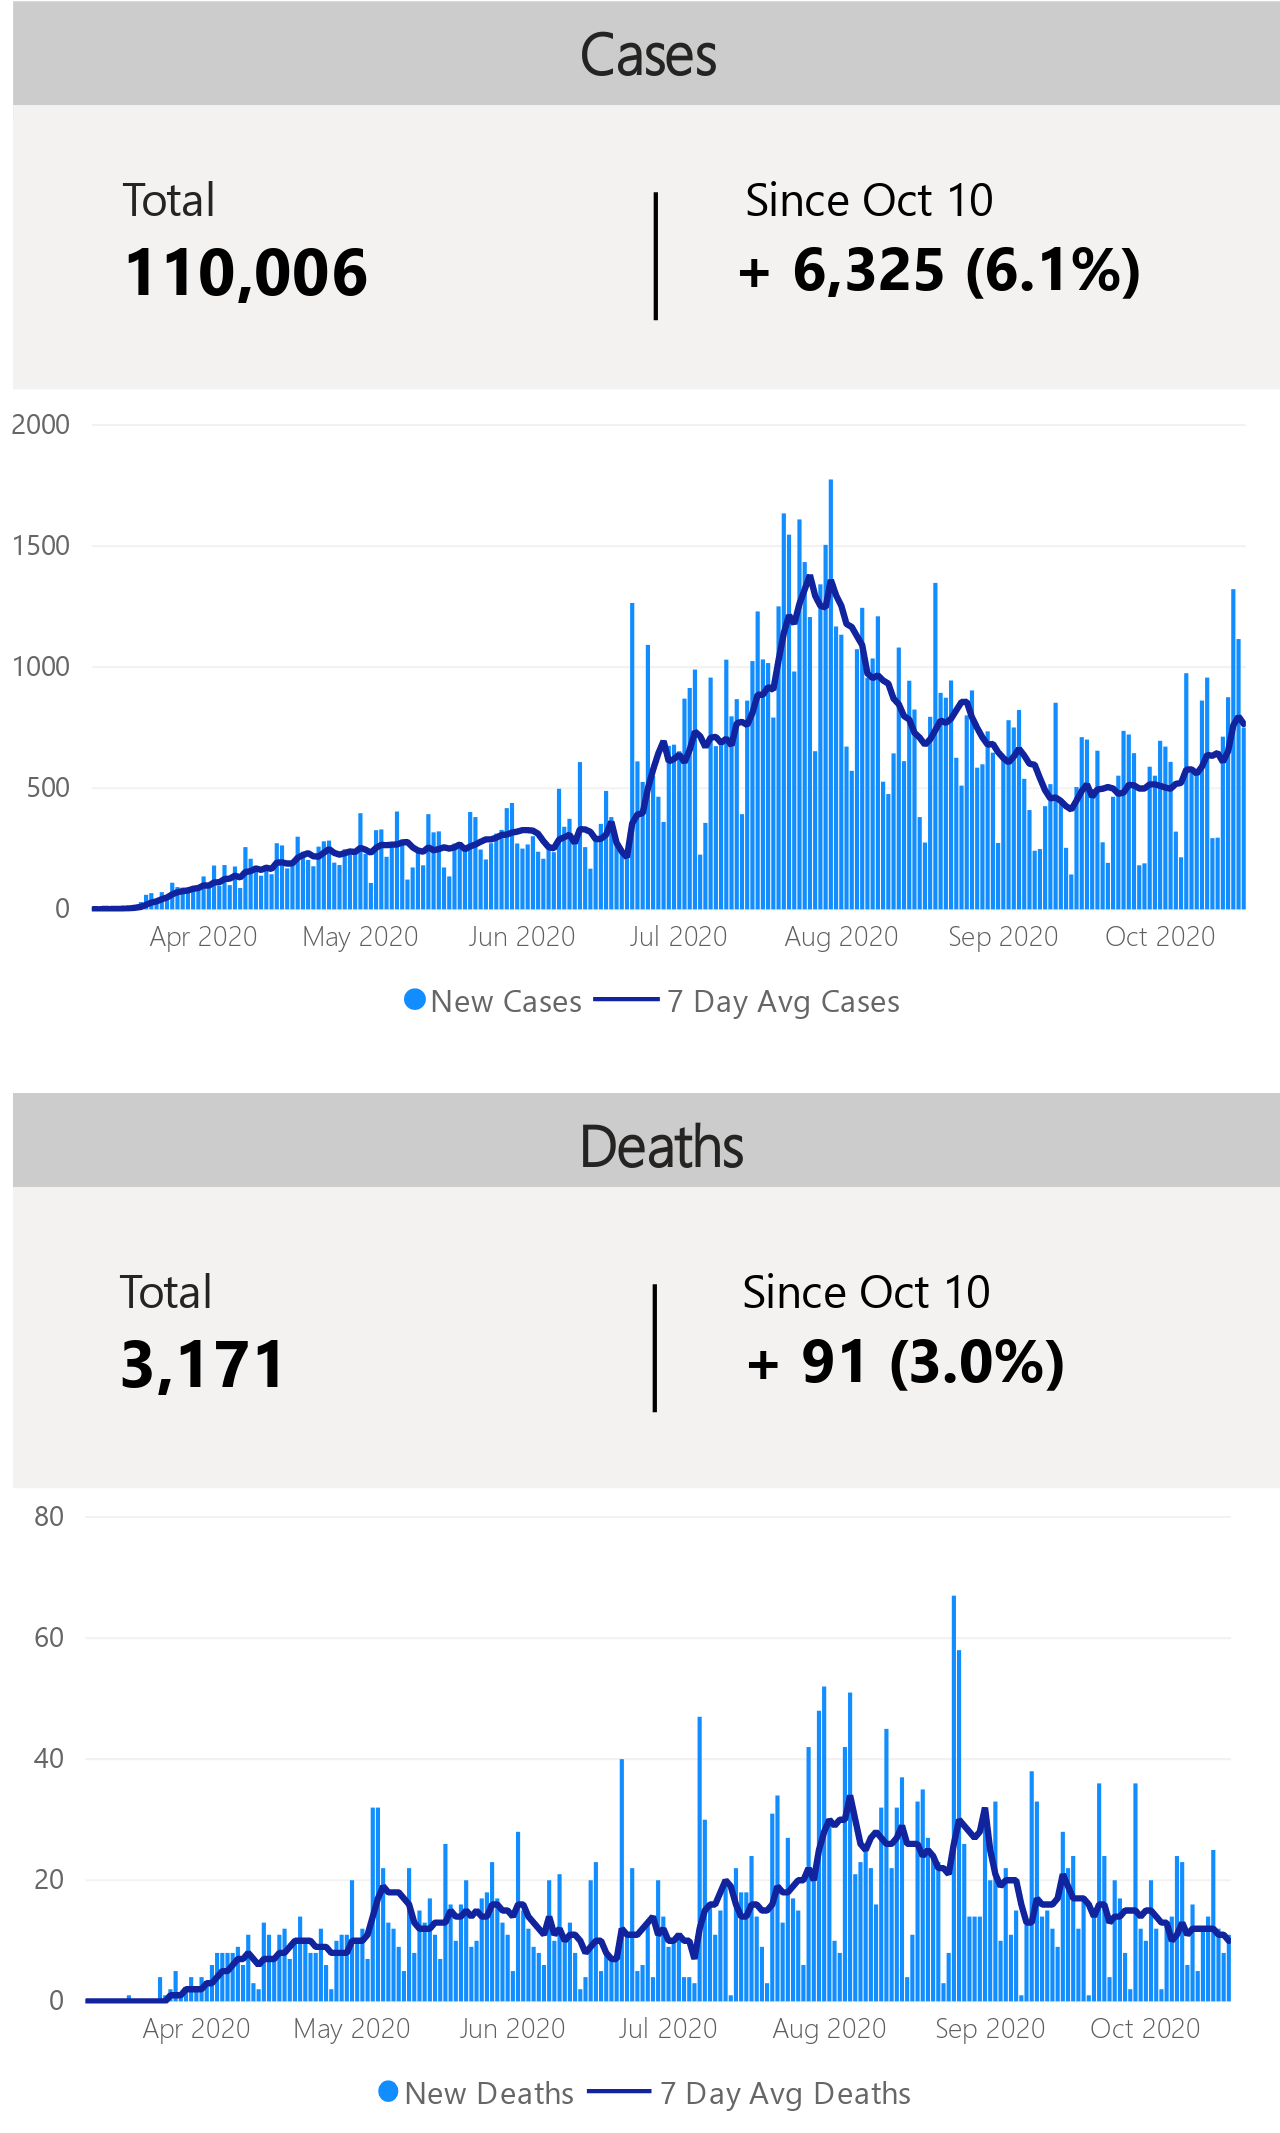 Cases
Total
Since Oct 10
110,006
+ 6,325 (6.1%)
2000
1500
1000
500
0
Apr 2020 May 2020 Jun 2020 Jul 2020 Aug 2020 Sep 2020 Oct 2020
New Cases 7 Day Avg Cases
Deaths
Total
Since Oct 10
3,171
+ 91 (3.0%)
80
60
40
20
0
Apr 2020 May 2020 Jun 2020 Jul 2020 Aug 2020 Sep 2020 Oct 2020
New Deaths 7 Day Avg Deaths